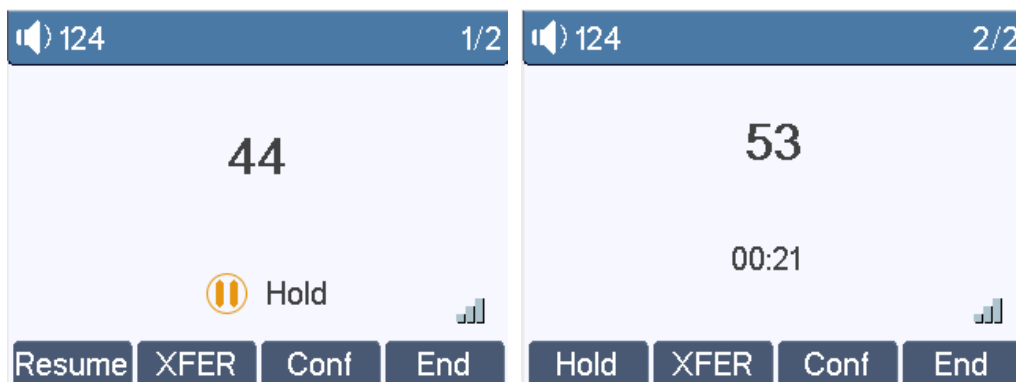 124 1/2
44
Hold
Resume XFER Conf End
124 2/2
53
00:21
Hold XFER Conf End